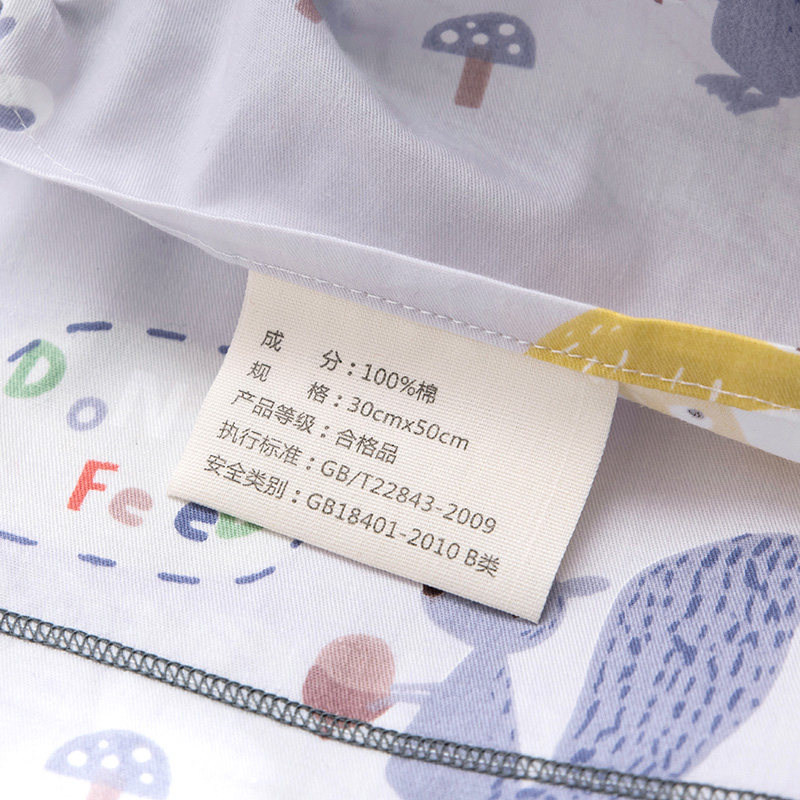 成 分：100%棉
规 格：30cmx50cm
产品等级：合格品
执行标准：GB/T22843-2009
安全类别：GB18401-2010 B类
Do